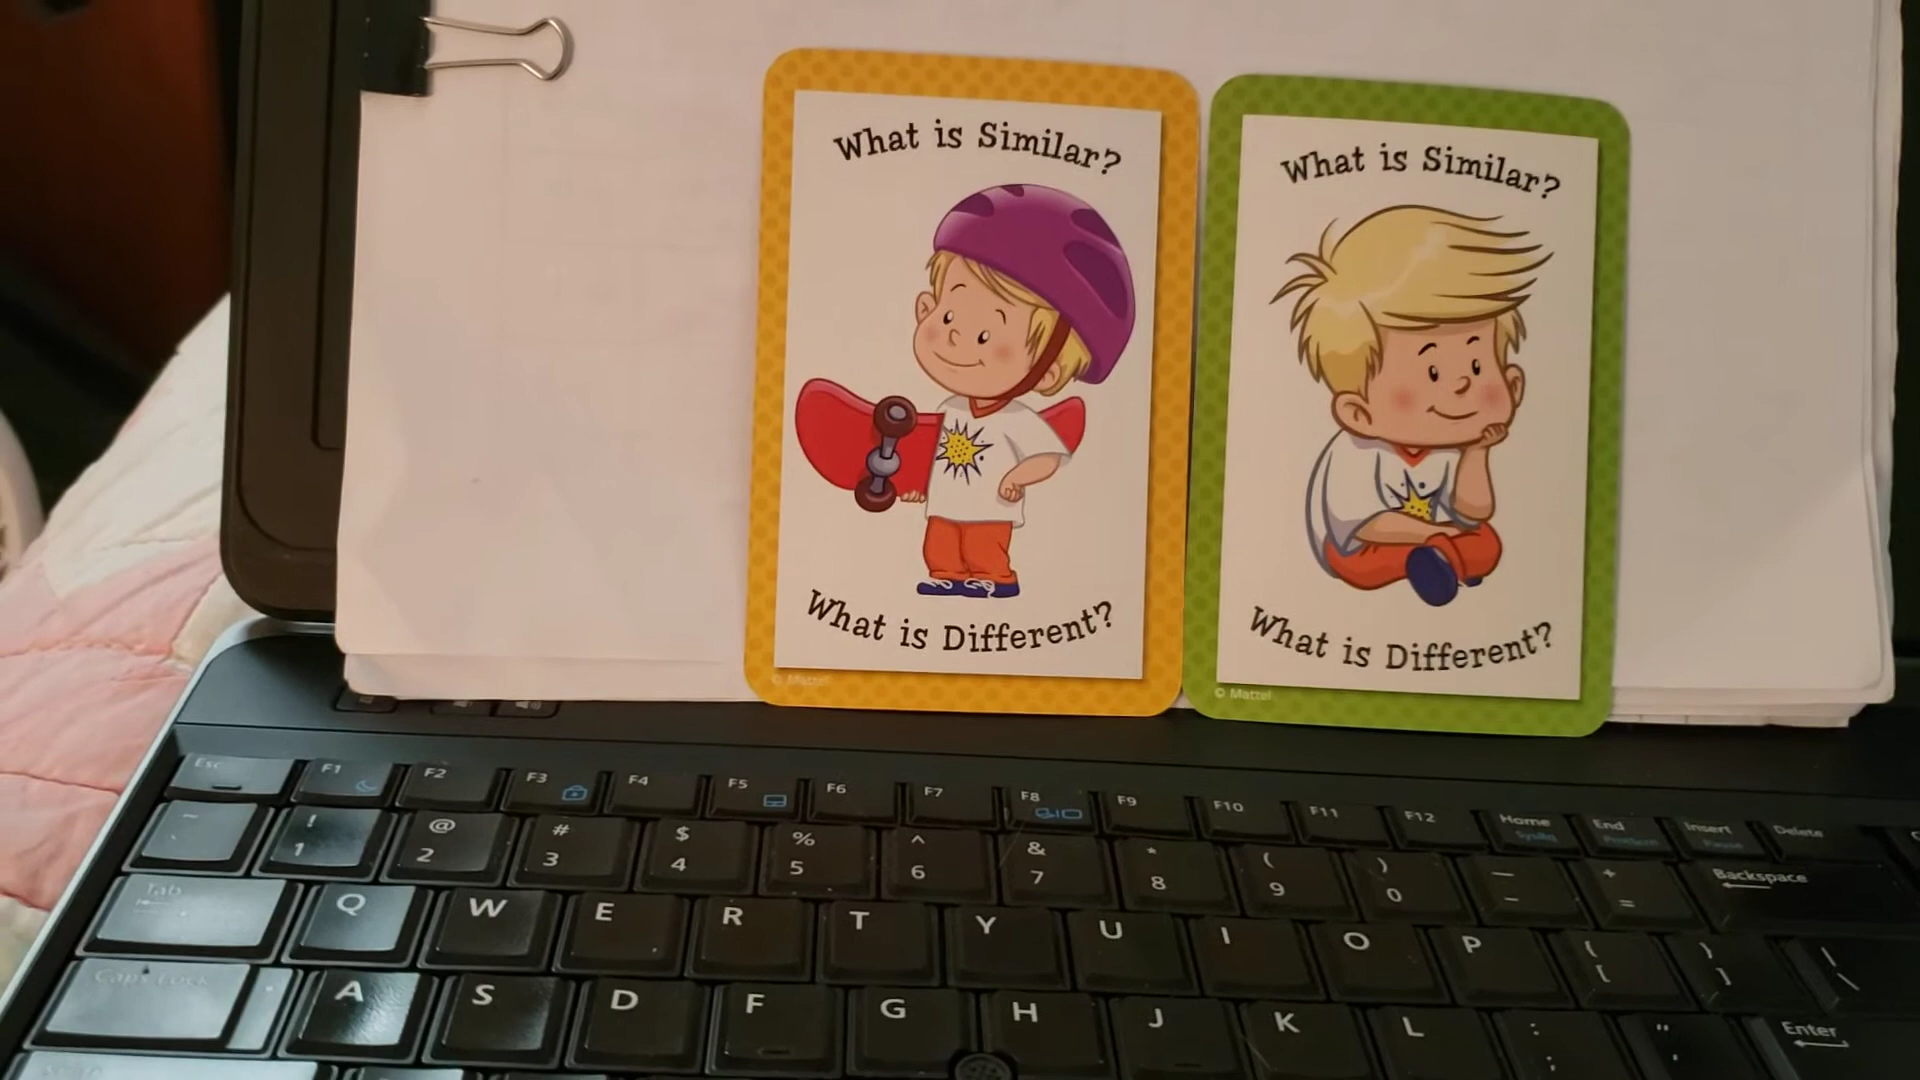 What is Similar?
What is Different?
© Mattel
What is Similar?
What is Different?
© Mattel
Esc F1 F2 F3 F4 F5 F6 F7 F8 F9 F10 F11 F12 Home End Insert Delete
SysRq Pause
~ ! @ # $ % ^ & * ( ) — +
` 1 2 3 4 5 6 7 8 9 0 – = Backspace
Tab Q W E R T Y U I O P { } |
[ ] \
Caps Lock A S D F G H J K L : " Enter
; '